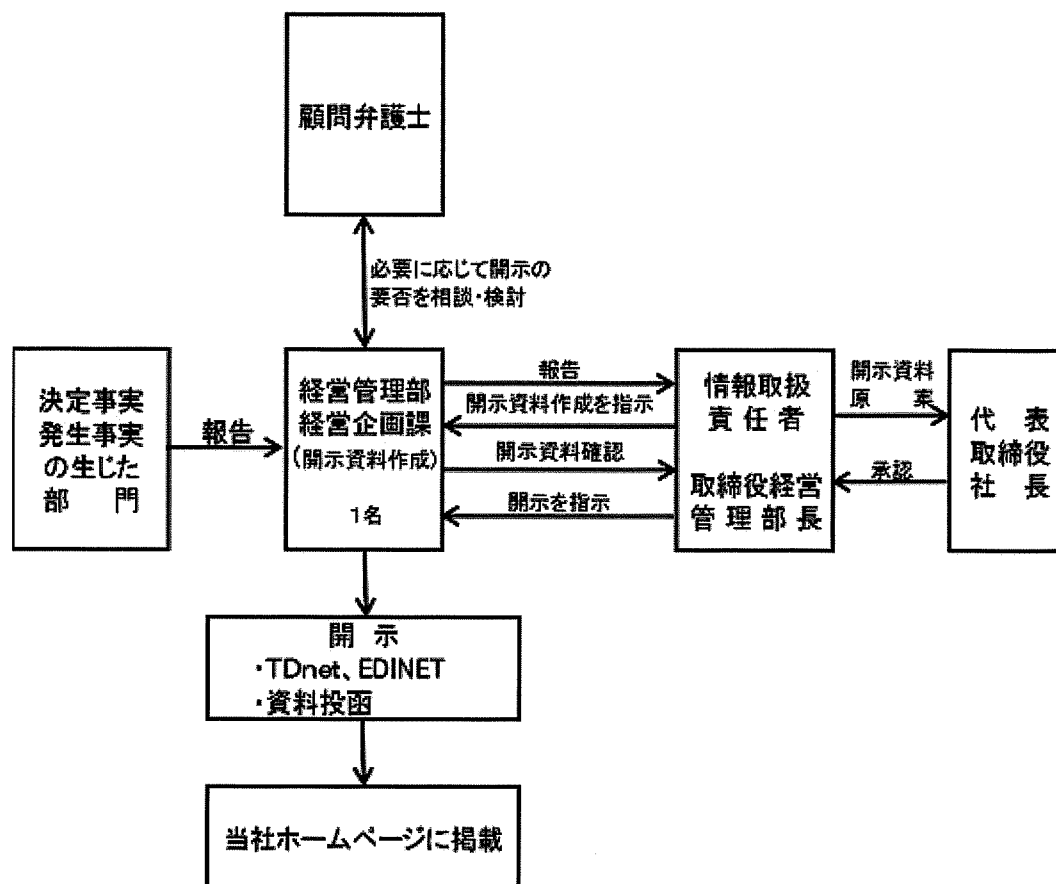 顧問弁護士
必要に応じて開示の
要否を相談・検討
決定事実
発生事実
の生じた
部門
報告
経営管理部
経営企画課
(開示資料作成)
1名
報告
開示資料作成を指示
開示資料確認
開示を指示
情報取扱
責任者
取締役経営
管理部長
開示資料
原案
承認
代表
取締役
社長
開示
・TDnet、EDINET
・資料投函
当社ホームページに掲載